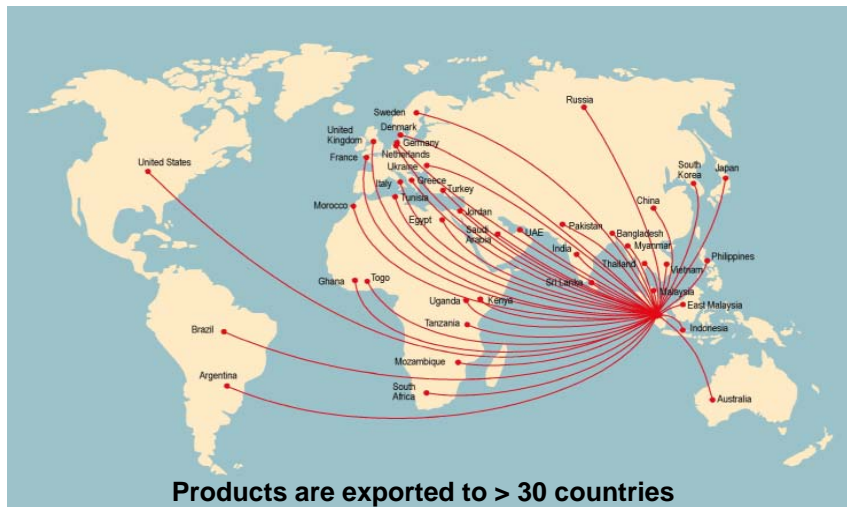 Russia
Sweden
Denmark
United
Kingdom
Germany
Netherlands
France
Ukraine
United States
South
Korea
Japan
Italy
Greece
Turkey
Tunisia
China
Morocco
Jordan
Egypt
Saudi
Arabia
UAE
Pakistan
Bangladesh
Myanmar
India
Thailand
Vietnam
Philippines
Ghana
Togo
Sri Lanka
Malaysia
Uganda
Kenya
East Malaysia
Tanzania
Indonesia
Brazil
Mozambique
Argentina
South
Africa
Australia
Products are exported to > 30 countries